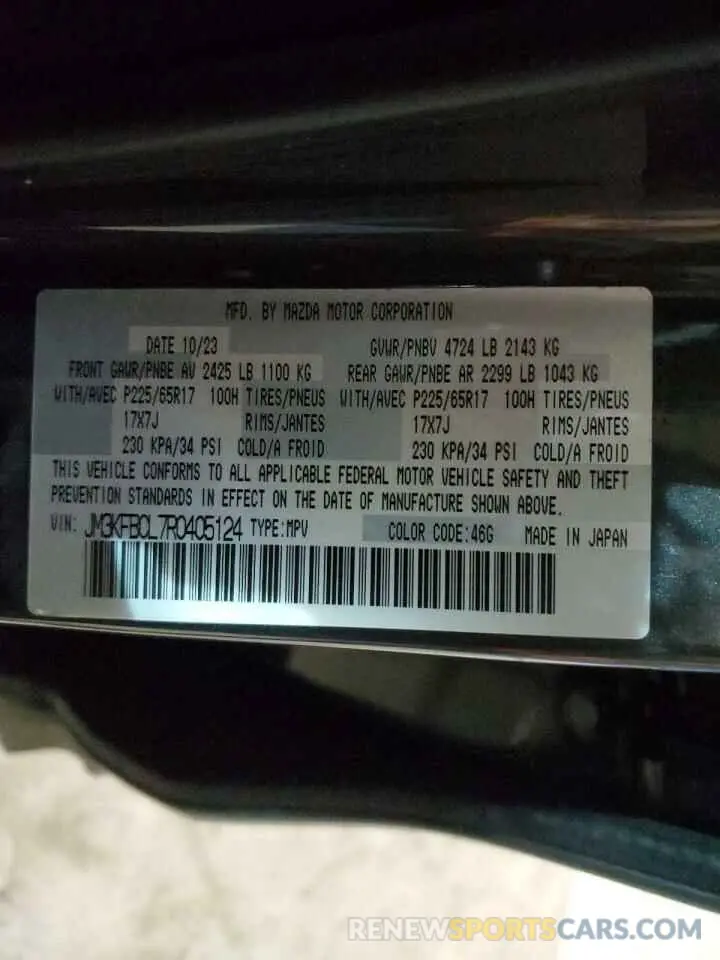 MFD. BY MAZDA MOTOR CORPORATION
DATE 10/23 GVWR/PNBV 4724 LB 2143 KG
FRONT GAWR/PNBE AV 2425 LB 1100 KG REAR GAWR/PNBE AR 2299 LB 1043 KG
WITH/AVEC P225/65R17 100H TIRES/PNEUS WITH/AVEC P225/65R17 100H TIRES/PNEUS
17X7J RIMS/JANTES 17X7J RIMS/JANTES
230 KPA/34 PSI COLD/A FROID 230 KPA/34 PSI COLD/A FROID
THIS VEHICLE CONFORMS TO ALL APPLICABLE FEDERAL MOTOR VEHICLE SAFETY AND THEFT
PREVENTION STANDARDS IN EFFECT ON THE DATE OF MANUFACTURE SHOWN ABOVE.
VIN: JM3KFBCL7R0405124 TYPE:MPV COLOR CODE:46G MADE IN JAPAN
RENEWSPORTSCARS.COM